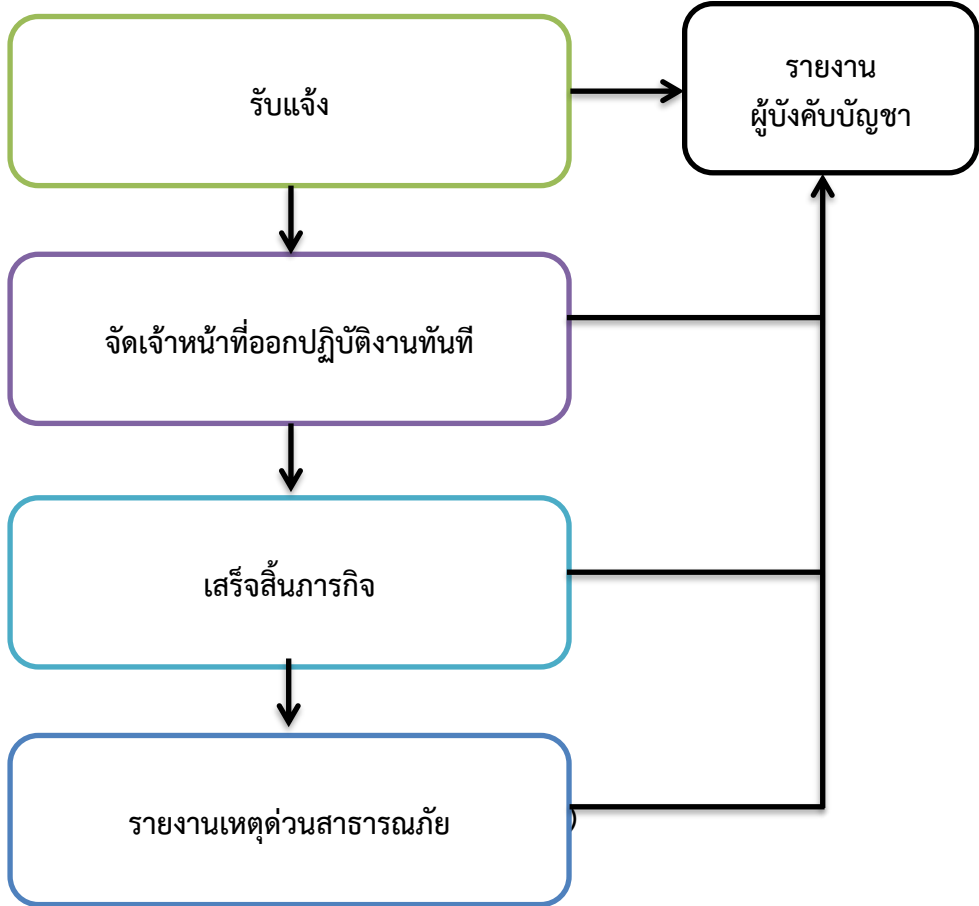 รับแจ้ง
รายงาน
ผู้บังคับบัญชา
จัดเจ้าหน้าที่ออกปฏิบัติงานทันที
เสร็จสิ้นภารกิจ
รายงานเหตุด่วนสาธารณภัย
)